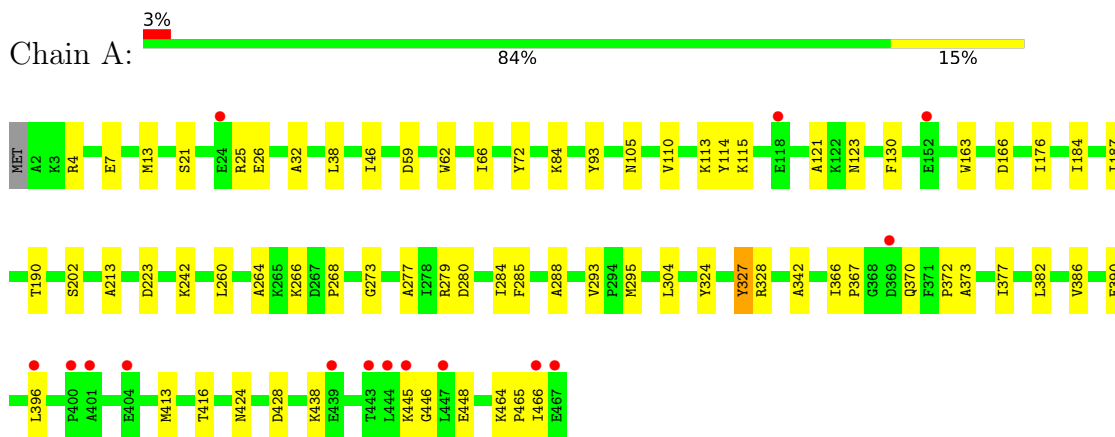 3%
Chain A:
84% 15%
MET A2 K3 R4 E7 M13 S21 E24 R25 E26 A32 L38 I46 D59 W62 I66 Y72 K84 Y93 N105 V110 K113 Y114 K115 E118 A121 K122 N123 F130 E152 W163 D166 I176 I184
T190 S202 A213 D223 K242 L260 A264 K265 K266 D267 P268 G273 A277 I278 R279 D280 I284 F285 A288 V293 P294 M295 L304 Y324 Y327 R328 A342 I366 P367 G368 D369 Q370 F371 P372 A373 I377 L382 V386
L396 P400 A401 E404 M413 T416 N424 D428 K438 E439 T443 L444 K445 G446 L447 E448 K464 P465 I466 E467